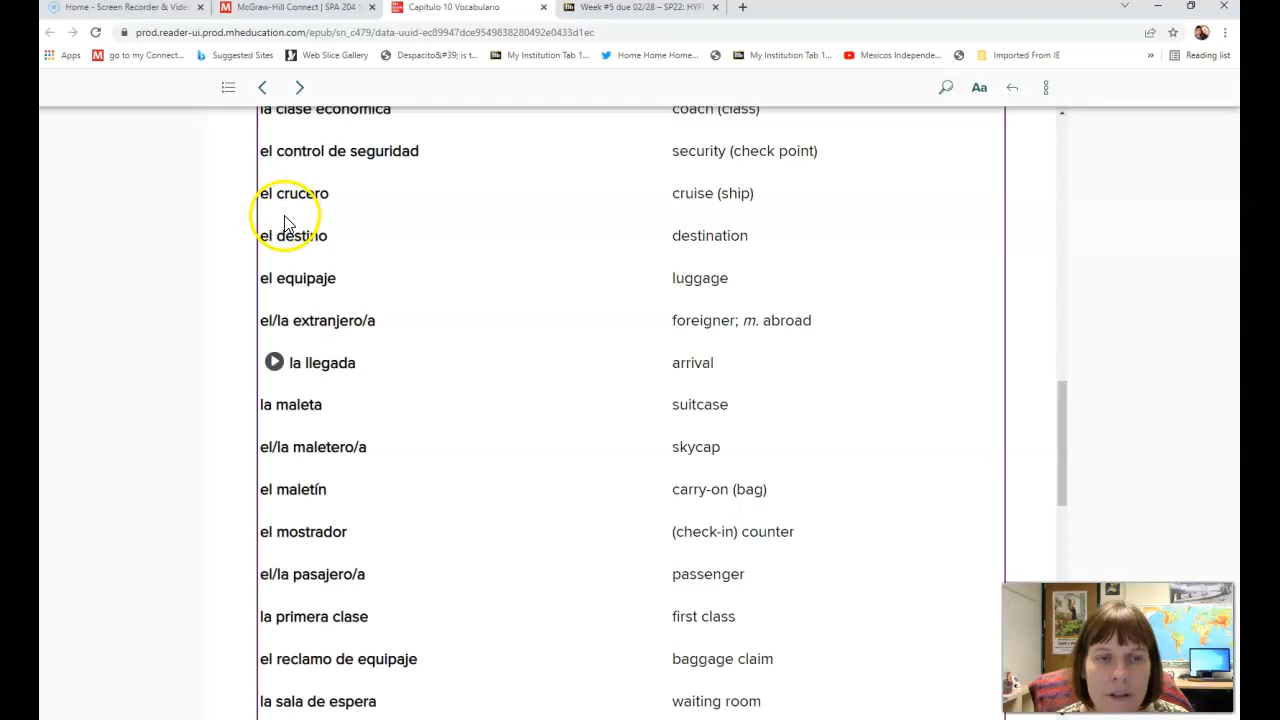 Home - Screen Recorder & Video
McGraw-Hill Connect | SPA 204
Capítulo 10 Vocabulario
Week #5 due 02/28 – SP22: HYF
prod.reader-ui.prod.mheducation.com/epub/sn_c479/data-uuid-ec89947dce9549838280492e0433d1ec
Apps
go to my Connect...
Suggested Sites
Web Slice Gallery
Despacito&#39; is t...
My Institution Tab 1...
Home Home Home...
My Institution Tab 1...
Mexicos Independe...
»
Imported From IE
Reading list
Aa
la clase económica coach (class)
el control de seguridad security (check point)
el crucero cruise (ship)
el destino destination
el equipaje luggage
el/la extranjero/a foreigner; m. abroad
la llegada arrival
la maleta suitcase
el/la maletero/a skycap
el maletín carry-on (bag)
el mostrador (check-in) counter
el/la pasajero/a passenger
la primera clase first class
el reclamo de equipaje baggage claim
la sala de espera waiting room